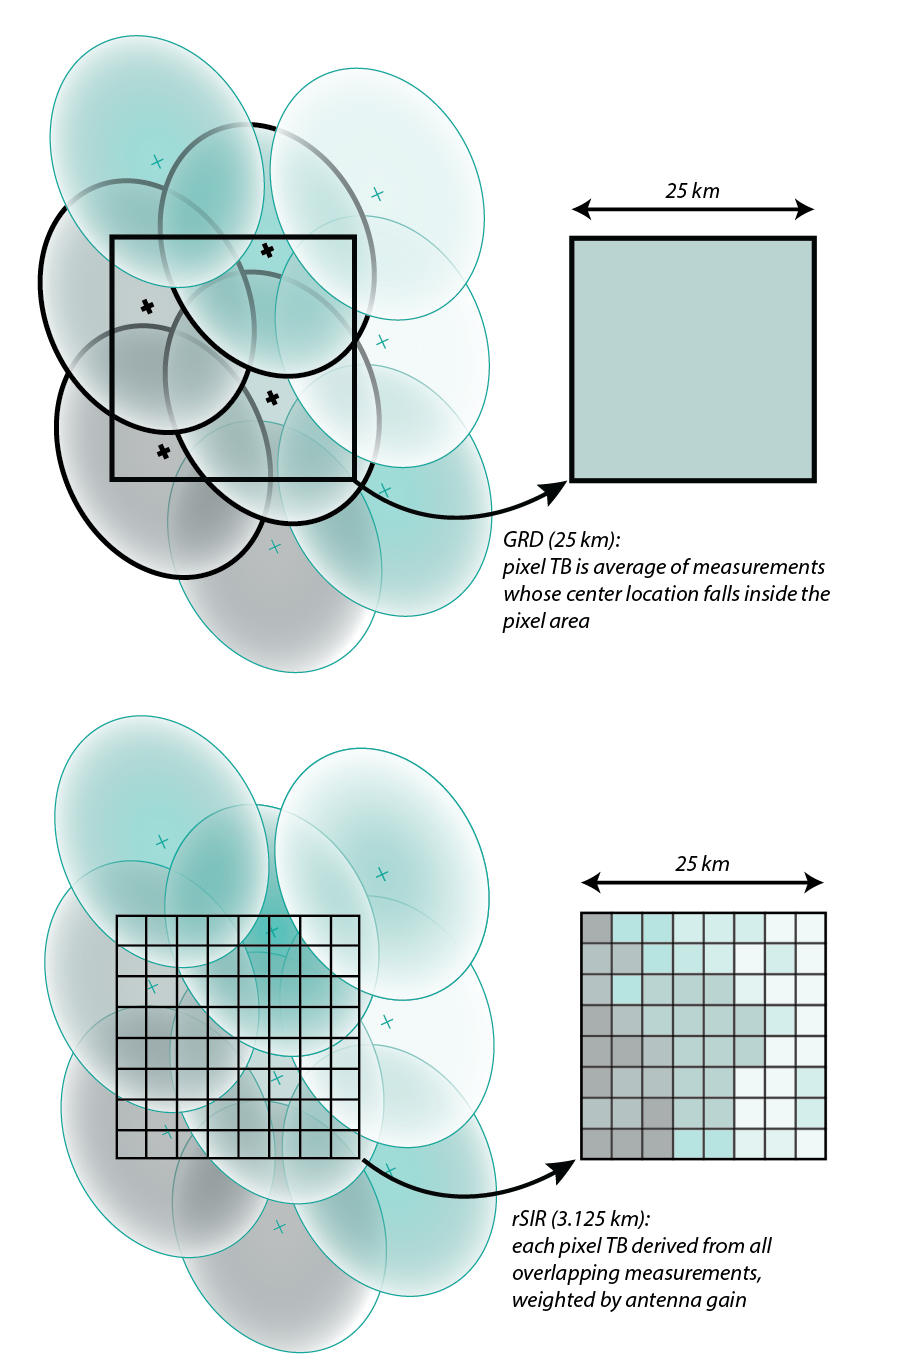 25 km
GRD (25 km):
pixel TB is average of measurements
whose center location falls inside the
pixel area
25 km
rSIR (3.125 km):
each pixel TB derived from all
overlapping measurements,
weighted by antenna gain